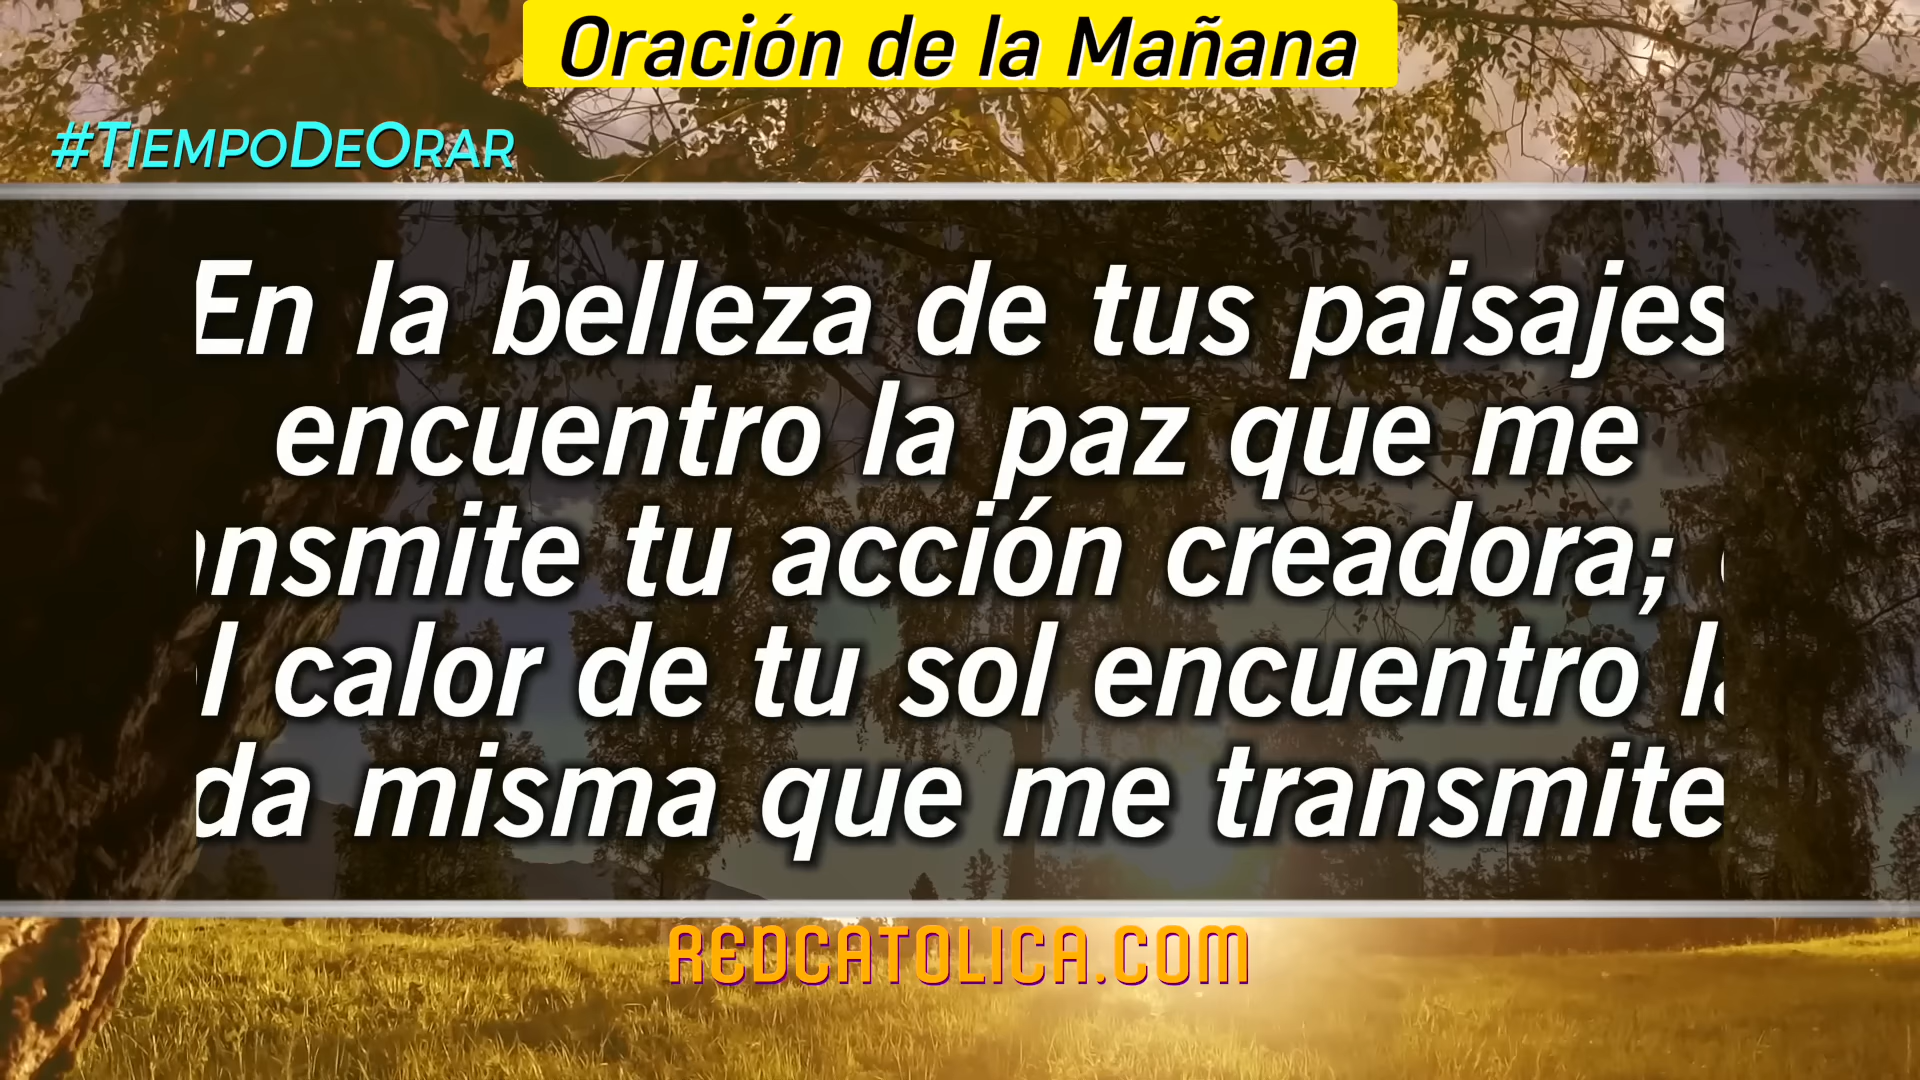 Oración de la Mañana
#TiempoDeOrar
En la belleza de tus paisajes
encuentro la paz que me
nsmite tu acción creadora;
l calor de tu sol encuentro
da misma que me transmite
REDCATOLICA.COM